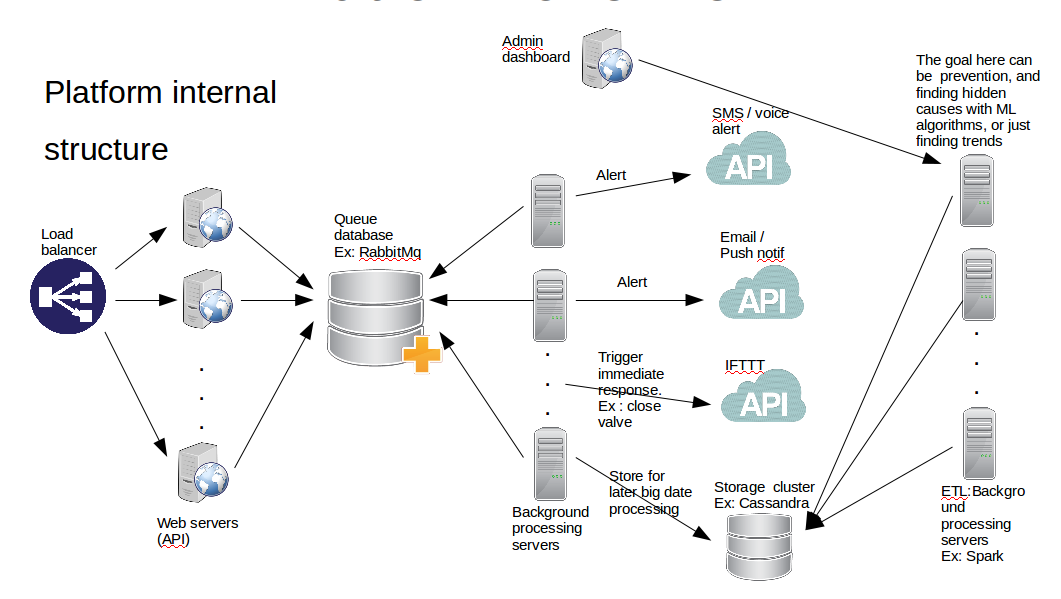 Platform internal
structure
Load
balancer
Web servers
(API)
Queue
database
Ex: RabbitMq
Admin
dashboard
SMS / voice
alert
API
Alert
Email /
Push notif
API
Alert
Trigger
immediate
response.
Ex : close
valve
IFTTT
API
Background
processing
servers
Store for
later big date
processing
Storage  cluster
Ex: Cassandra
The goal here can
be  prevention, and
finding hidden
causes with ML
algorithms, or just
finding trends
ETL:Backgro
und
processing
servers
Ex: Spark